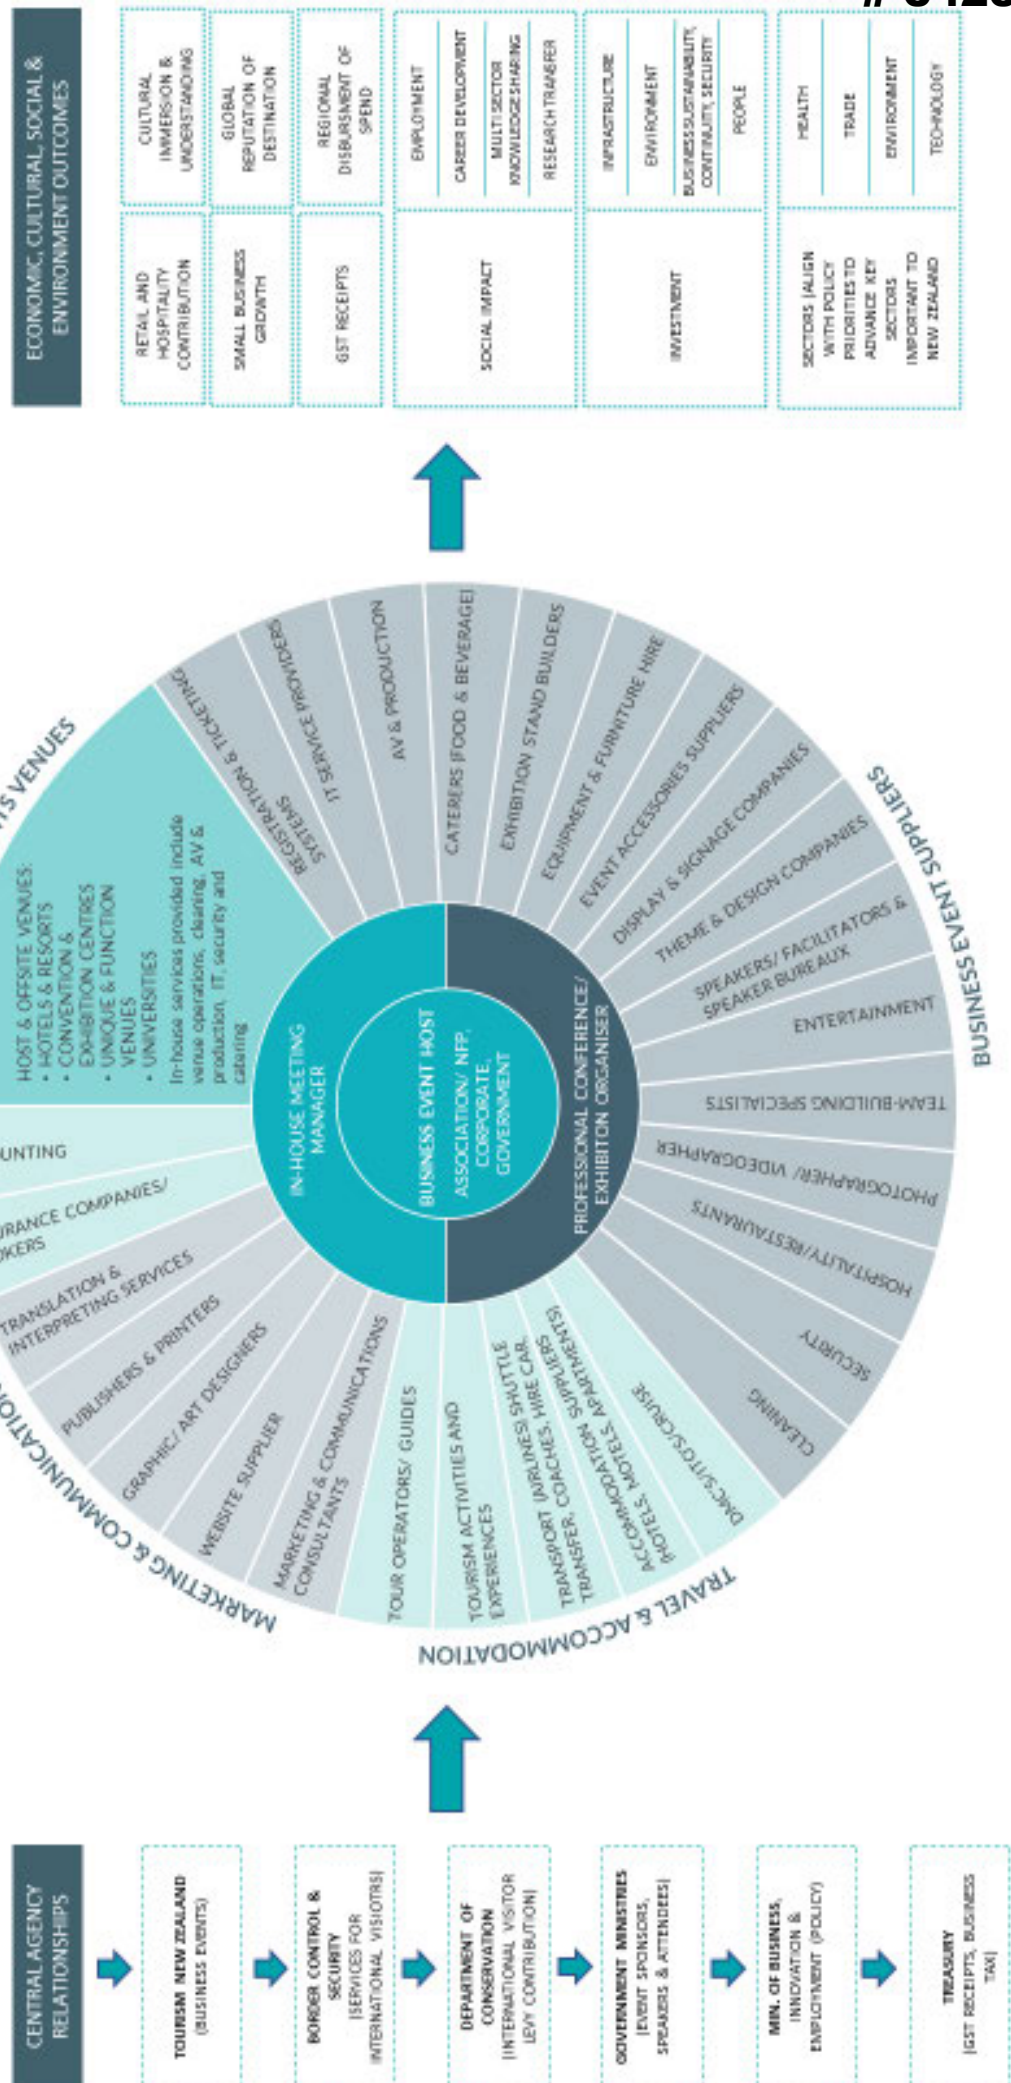 CENTRAL AGENCY
RELATIONSHIPS
TOURISM NEW ZEALAND
(BUSINESS EVENTS)
BORDER CONTROL &
SECURITY
(SERVICES FOR
INTERNATIONAL VISIOTRS)
DEPARTMENT OF
CONSERVATION
(INTERNATIONAL VISITOR
LEVY CONTRIBUTION)
GOVERNMENT MINISTRIES
(EVENT SPONSORS,
SPEAKERS & ATTENDEES)
MIN. OF BUSINESS,
INNOVATION &
EMPLOYMENT (POLICY)
TREASURY
(GST RECEIPTS, BUSINESS
TAX)
BUSINESS EVENT HOST
ASSOCIATION/ NFP,
CORPORATE,
GOVERNMENT
IN-HOUSE MEETING
MANAGER
PROFESSIONAL CONFERENCE/
EXHIBITON ORGANISER
VENUES
HOST & OFFSITE VENUES:
• HOTELS & RESORTS
• CONVENTION &
EXHIBITION CENTRES
• UNIQUE & FUNCTION
VENUES
• UNIVERSITIES
In-house services provided include
venue operations, cleaning, AV &
production, IT, security and
catering
BUSINESS EVENT SUPPLIERS
REGISTRATION & TICKETING
SYSTEMS
IT SERVICE PROVIDERS
AV & PRODUCTION
CATERERS (FOOD & BEVERAGE)
EXHIBITION STAND BUILDERS
EQUIPMENT & FURNITURE HIRE
EVENT ACCESSORIES SUPPLIERS
DISPLAY & SIGNAGE COMPANIES
THEME & DESIGN COMPANIES
SPEAKERS/ FACILITATORS &
SPEAKER BUREAUX
ENTERTAINMENT
TEAM-BUILDING SPECIALISTS
PHOTOGRAPHER/ VIDEOGRAPHER
HOSPITALITY/RESTAURANTS
SECURITY
CLEANING
TRAVEL & ACCOMMODATION
DMC'S/ITO'S/CRUISE
ACCOMMODATION SUPPLIERS
(HOTELS, MOTELS, APARTMENTS)
TRANSPORT (AIRLINES) SHUTTLE
TRANSFER, COACHES, HIRE CAR,
TOURISM ACTIVITIES AND
EXPERIENCES
TOUR OPERATORS/ GUIDES
MARKETING & COMMUNICATION
MARKETING & COMMUNICATIONS
CONSULTANTS
WEBSITE SUPPLIER
GRAPHIC/ ART DESIGNERS
PUBLISHERS & PRINTERS
TRANSLATION &
INTERPRETING SERVICES
COMPANIES/
UNTING
ECONOMIC, CULTURAL, SOCIAL &
ENVIRONMENT OUTCOMES
RETAIL AND
HOSPITALITY
CONTRIBUTION
CULTURAL
IMMERSION &
UNDERSTANDING
SMALL BUSINESS
GROWTH
GLOBAL
REPUTATION OF
DESTINATION
GST RECEIPTS
REGIONAL
DISBURSMENT OF
SPEND
SOCIAL IMPACT
EMPLOYMENT
CAREER DEVELOPMENT
MULTI SECTOR
KNOWLEDGE SHARING
RESEARCH TRANSFER
INVESTMENT
INFRASTRUCTURE
ENVIRONMENT
BUSINESS SUSTAINABILITY,
CONTINUITY, SECURITY
PEOPLE
SECTORS (ALIGN
WITH POLICY
PRIORITIES TO
ADVANCE KEY
SECTORS
IMPORTANT TO
NEW ZEALAND
HEALTH
TRADE
ENVIRONMENT
TECHNOLOGY